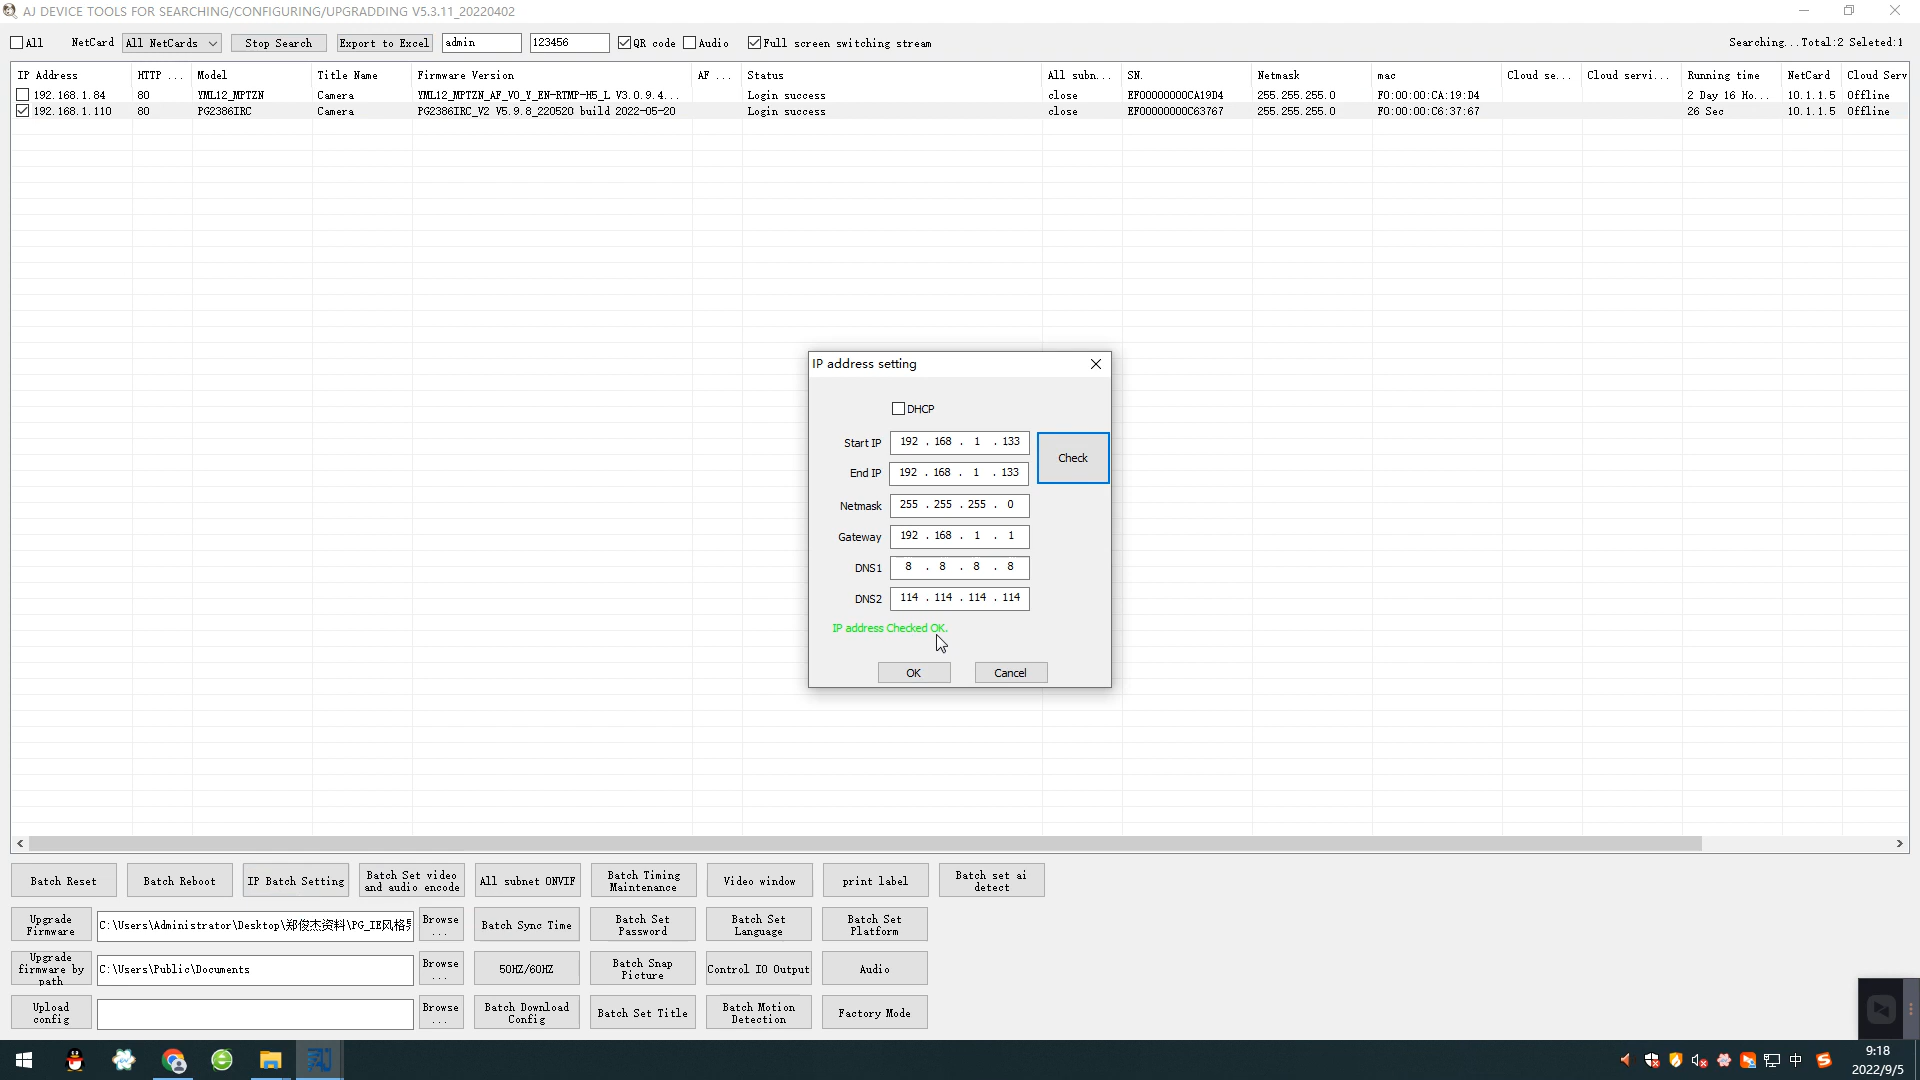 AJ DEVICE TOOLS FOR SEARCHING/CONFIGURING/UPGRADDING V5.3.11_20220402
All NetCard All NetCards Stop Search Export to Excel admin 123456 QR code Audio Full screen switching stream Searching...Total:2 Seleted:1
IP Address HTTP ... Model Title Name Firmware Version AF ... Status All subn... SN. Netmask mac Cloud se... Cloud servi... Running time NetCard Cloud Serv
192.168.1.84 80 YML12_MPTZN Camera YML12_MPTZN_AF_VO_Y_EN-RTMP-H5_L V3.0.9.4... Login success close EF00000000CA19D4 255.255.255.0 F0:00:00:CA:19:D4 2 Day 16 Ho... 10.1.1.5 Offline
192.168.1.110 80 PG2386IRC Camera PG2386IRC_V2 V5.9.8_220520 build 2022-05-20 Login success close EF00000000C63767 255.255.255.0 F0:00:00:C6:37:67 26 Sec 10.1.1.5 Offline
IP address setting
DHCP
Start IP 192 . 168 . 1 . 133
Check
End IP 192 . 168 . 1 . 133
Netmask 255 . 255 . 255 . 0
Gateway 192 . 168 . 1 . 1
DNS1 8 . 8 . 8 . 8
DNS2 114 . 114 . 114 . 114
IP address Checked OK.
OK Cancel
Batch Reset Batch Reboot IP Batch Setting Batch Set video and audio encode All subnet ONVIF Batch Timing Maintenance Video window print label Batch set ai detect
Upgrade Firmware C:\Users\Administrator\Desktop\郑俊杰资料\PG_IE风格 Browse ... Batch Sync Time Batch Set Password Batch Set Language Batch Set Platform
Upgrade firmware by path C:\Users\Public\Documents Browse ... 50HZ/60HZ Batch Snap Picture Control IO Output Audio
Upload config Browse ... Batch Download Config Batch Set Title Batch Motion Detection Factory Mode
中 9:18
2022/9/5